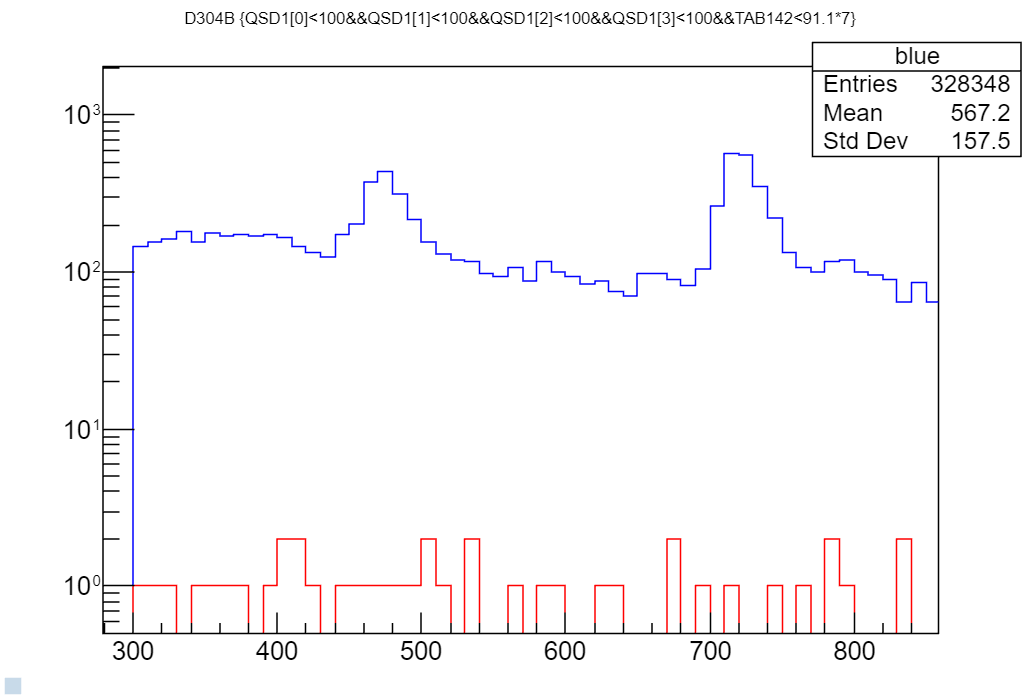 D304B {QSD1[0]<100&&QSD1[1]<100&&QSD1[2]<100&&QSD1[3]<100&&TAB142<91.1*7}
blue
Entries 328348
Mean 567.2
Std Dev 157.5
10³
10²
10¹
10⁰
300 400 500 600 700 800